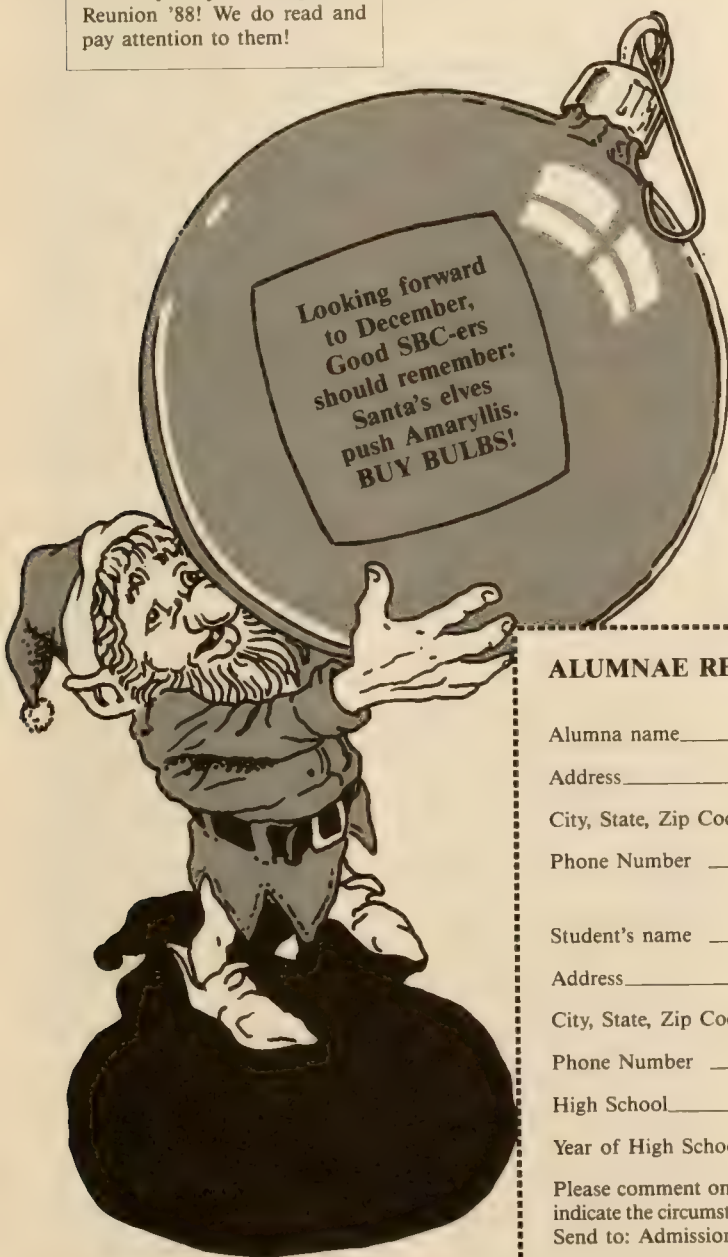 Reunion '88! We do read and
pay attention to them!
Looking forward
to December,
Good SBC-ers
should remember:
Santa's elves
push Amaryllis.
BUY BULBS!
ALUMNAE RE
Alumna name
Address
City, State, Zip Co
Phone Number
Student's name
Address
City, State, Zip Co
Phone Number
High School
Year of High Schoo
Please comment on
indicate the circumst
Send to: Admission